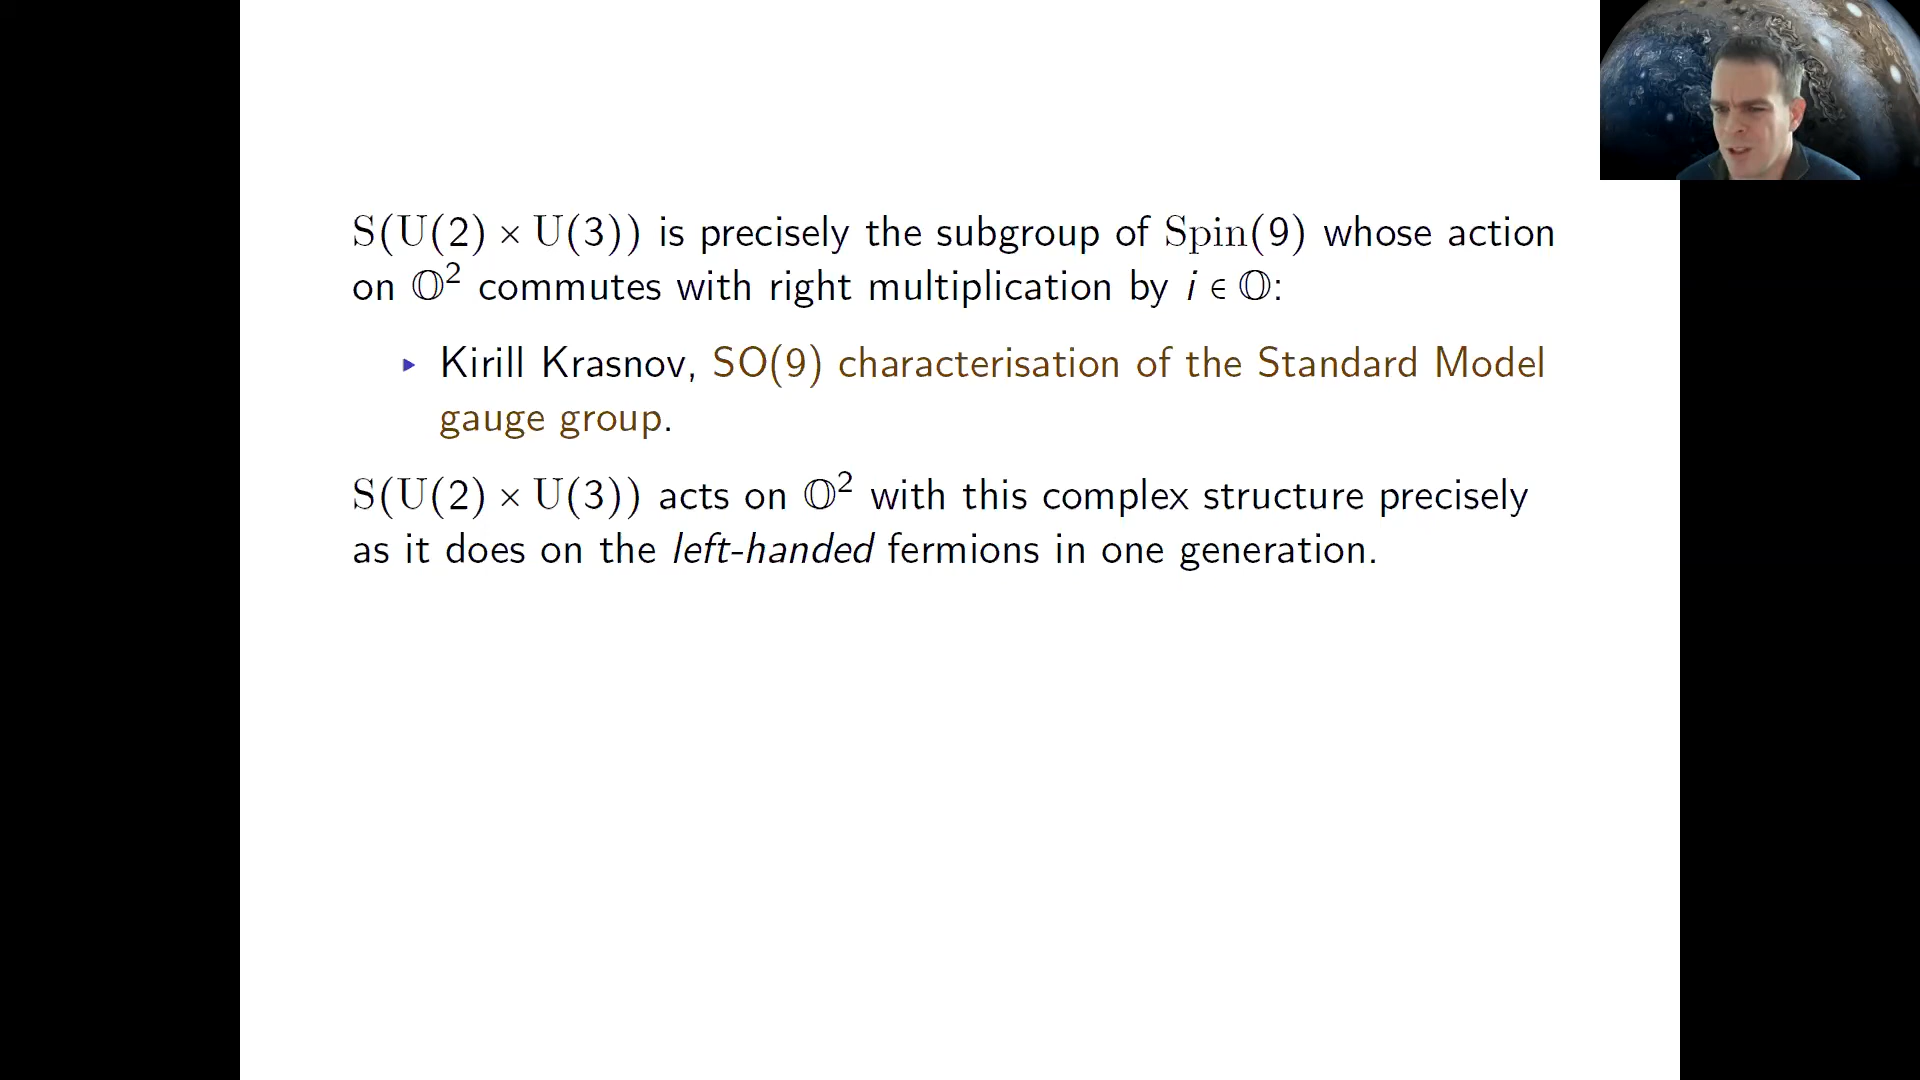 S(U(2) × U(3)) is precisely the subgroup of Spin(9) whose action
on 𝕆² commutes with right multiplication by i ∈ 𝕆:
▸ Kirill Krasnov, SO(9) characterisation of the Standard Model
gauge group.
S(U(2) × U(3)) acts on 𝕆² with this complex structure precisely
as it does on the left-handed fermions in one generation.